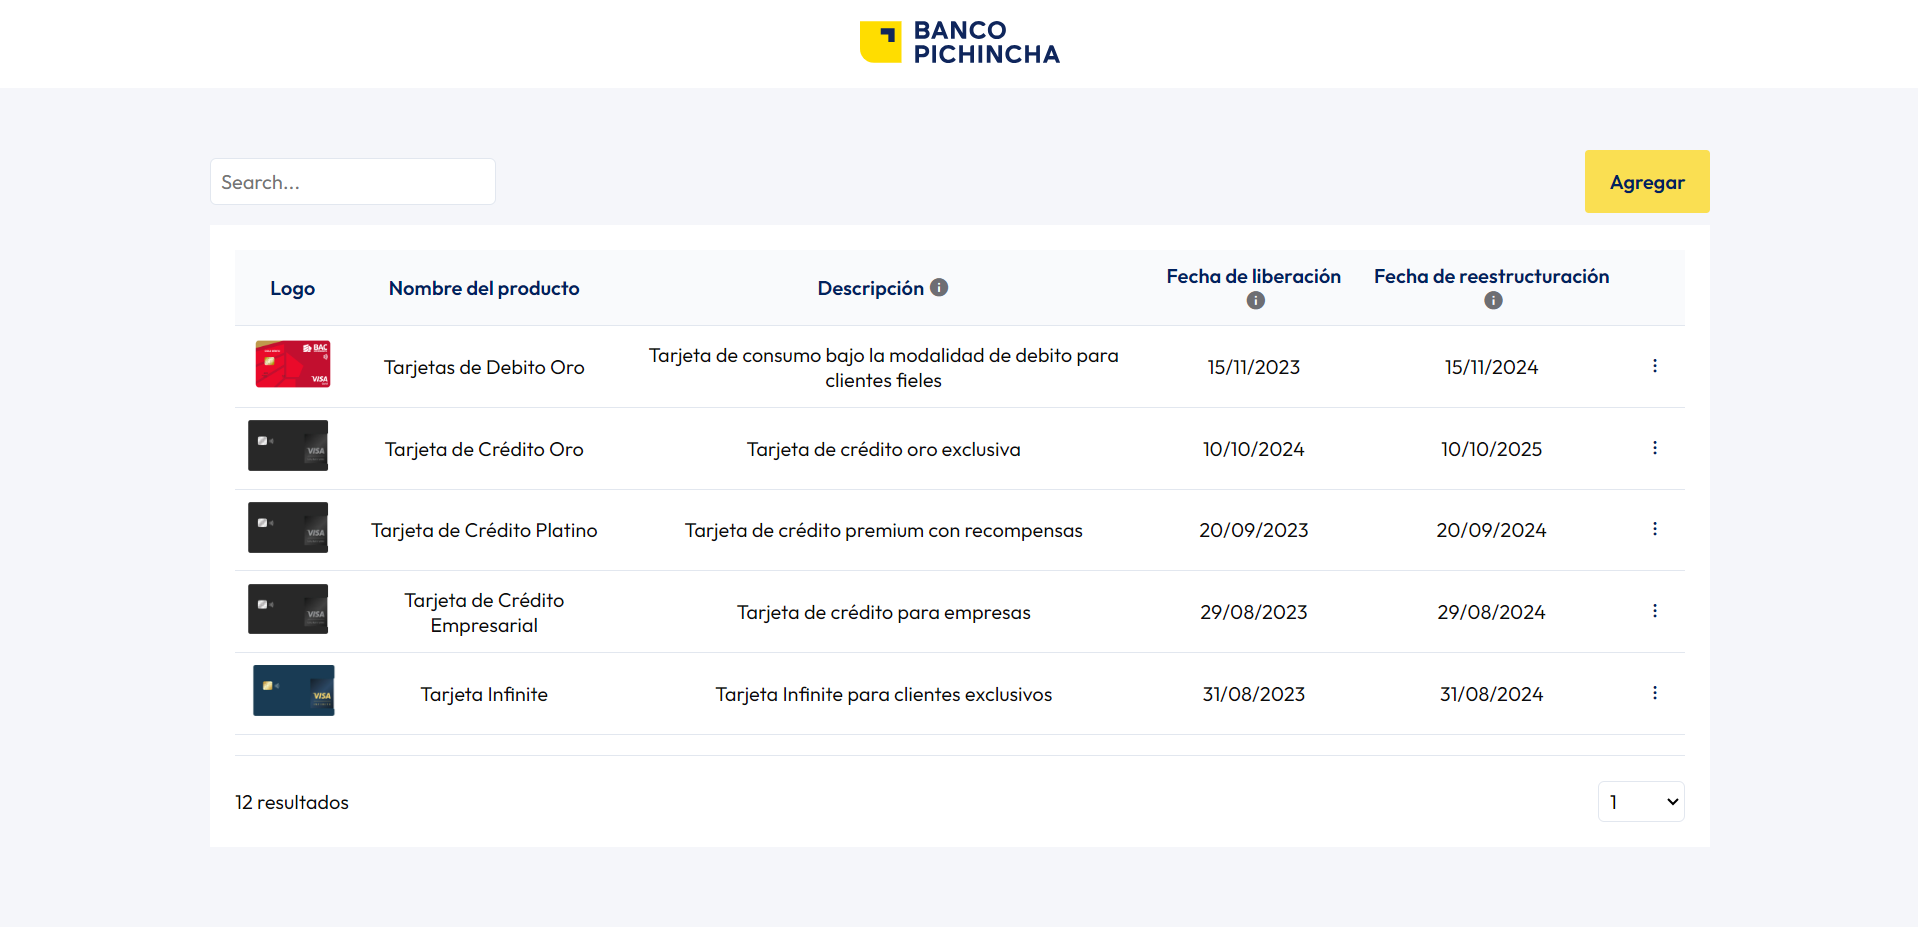 BANCO
PICHINCHA
Search...
Agregar
Logo
Nombre del producto
Descripción
Fecha de liberación
Fecha de reestructuración
BAC
VISA
Tarjetas de Debito Oro
Tarjeta de consumo bajo la modalidad de debito para
clientes fieles
15/11/2023
15/11/2024
VISA
Tarjeta de Crédito Oro
Tarjeta de crédito oro exclusiva
10/10/2024
10/10/2025
VISA
Tarjeta de Crédito Platino
Tarjeta de crédito premium con recompensas
20/09/2023
20/09/2024
VISA
Tarjeta de Crédito
Empresarial
Tarjeta de crédito para empresas
29/08/2023
29/08/2024
VISA
Tarjeta Infinite
Tarjeta Infinite para clientes exclusivos
31/08/2023
31/08/2024
12 resultados
1